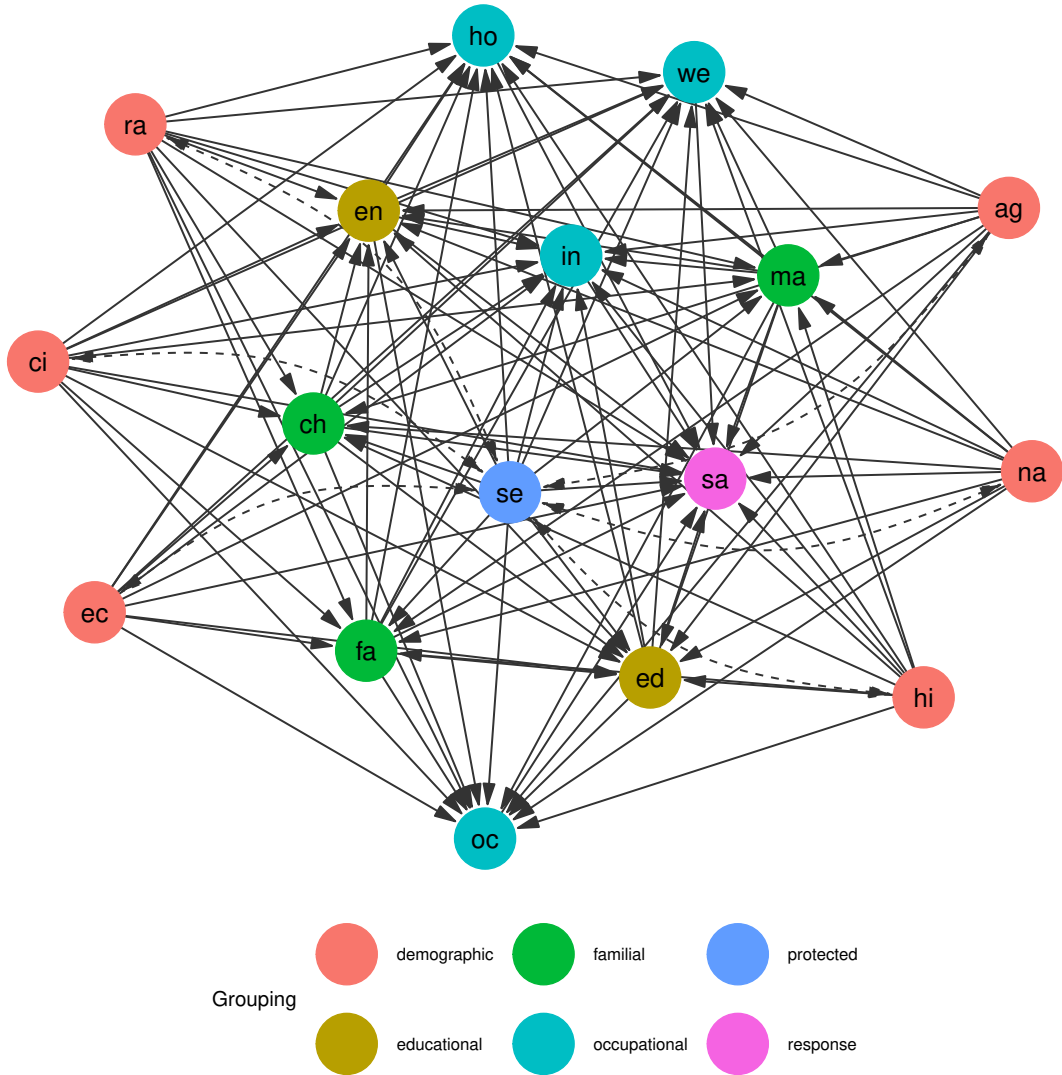 ho
we
ra
en
ag
in
ma
ci
ch
se
sa
na
ec
fa
ed
hi
oc
Grouping
demographic
familial
protected
educational
occupational
response